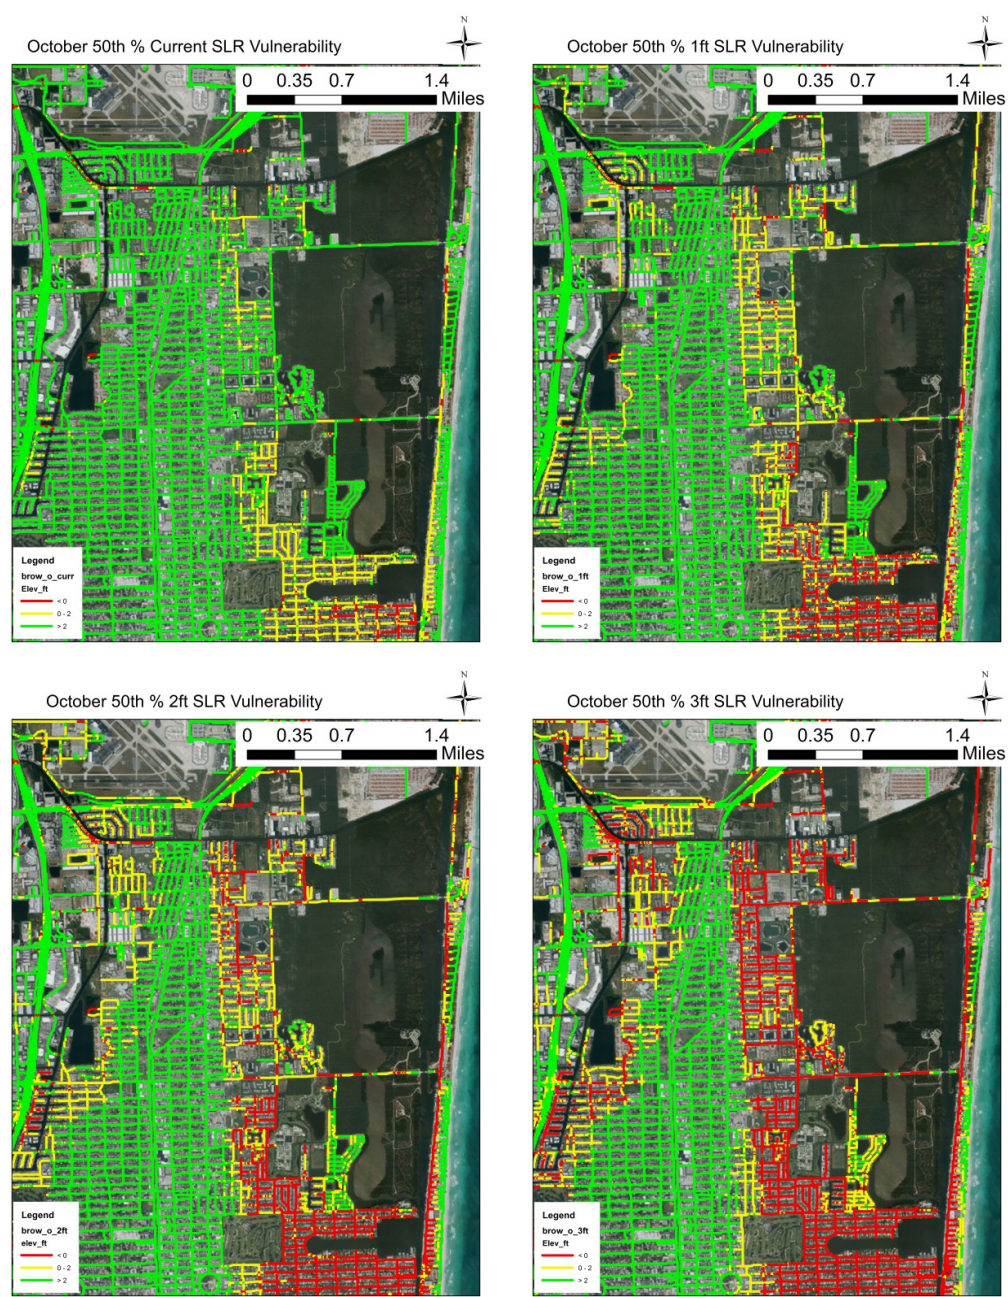 October 50th % Current SLR Vulnerability
N
0 0.35 0.7 1.4
Miles
Legend
brow_o_curr
Elev_ft
< 0
0 - 2
> 2
October 50th % 1ft SLR Vulnerability
N
0 0.35 0.7 1.4
Miles
Legend
brow_o_1ft
Elev_ft
< 0
0 - 2
> 2
October 50th % 2ft SLR Vulnerability
N
0 0.35 0.7 1.4
Miles
Legend
brow_o_2ft
elev_ft
< 0
0 - 2
> 2
October 50th % 3ft SLR Vulnerability
N
0 0.35 0.7 1.4
Miles
Legend
brow_o_3ft
elev_ft
< 0
0 - 2
> 2